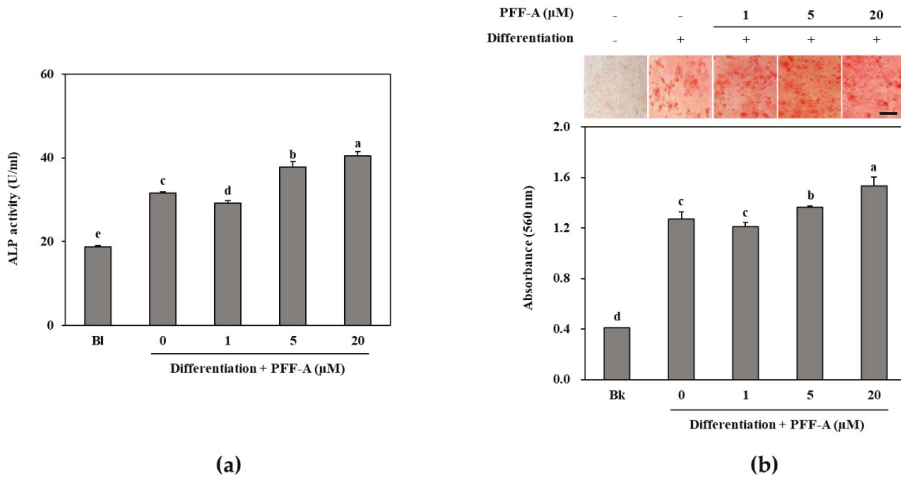 60
40
20
0
ALP activity (U/ml)
e
c
d
b
a
Bl
0
1
5
20
Differentiation + PFF-A (µM)
(a)
PFF-A (µM) - - 1 5 20
Differentiation - + + + +
2.0
1.6
1.2
0.8
0.4
0.0
Absorbance (560 nm)
d
c
c
b
a
Bk
0
1
5
20
Differentiation + PFF-A (µM)
(b)